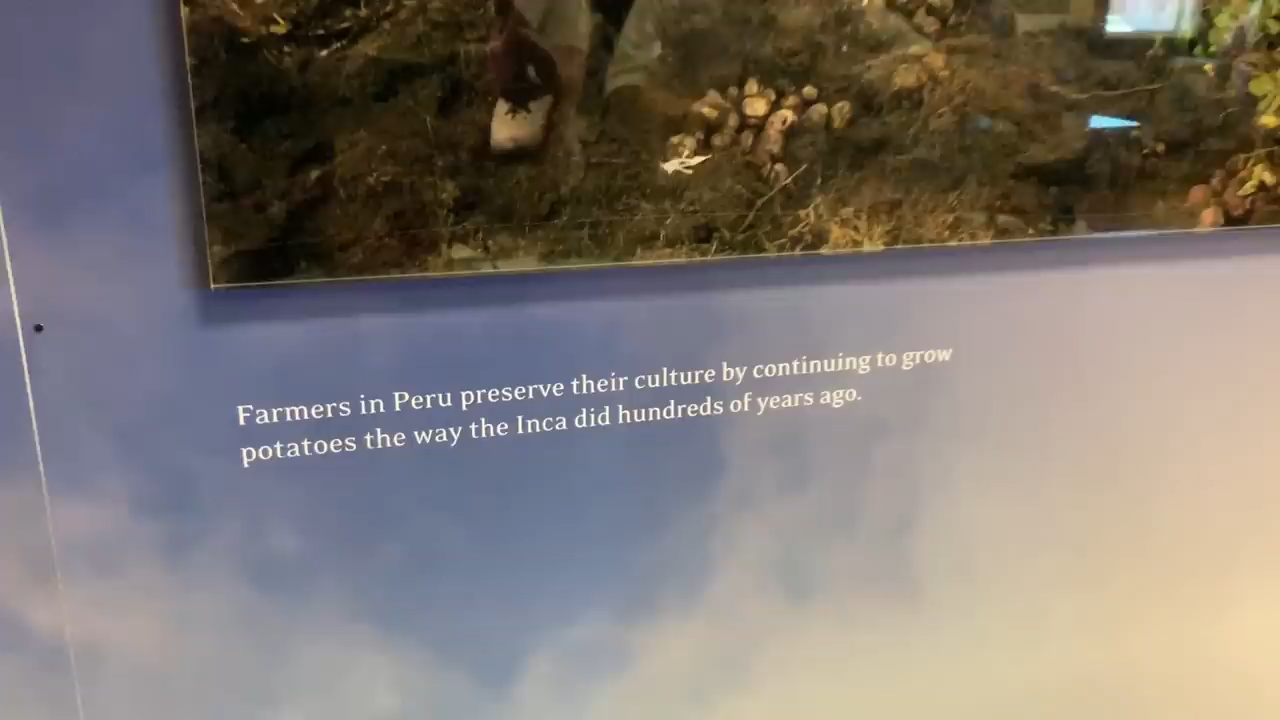 Farmers in Peru preserve their culture by continuing to grow
potatoes the way the Inca did hundreds of years ago.